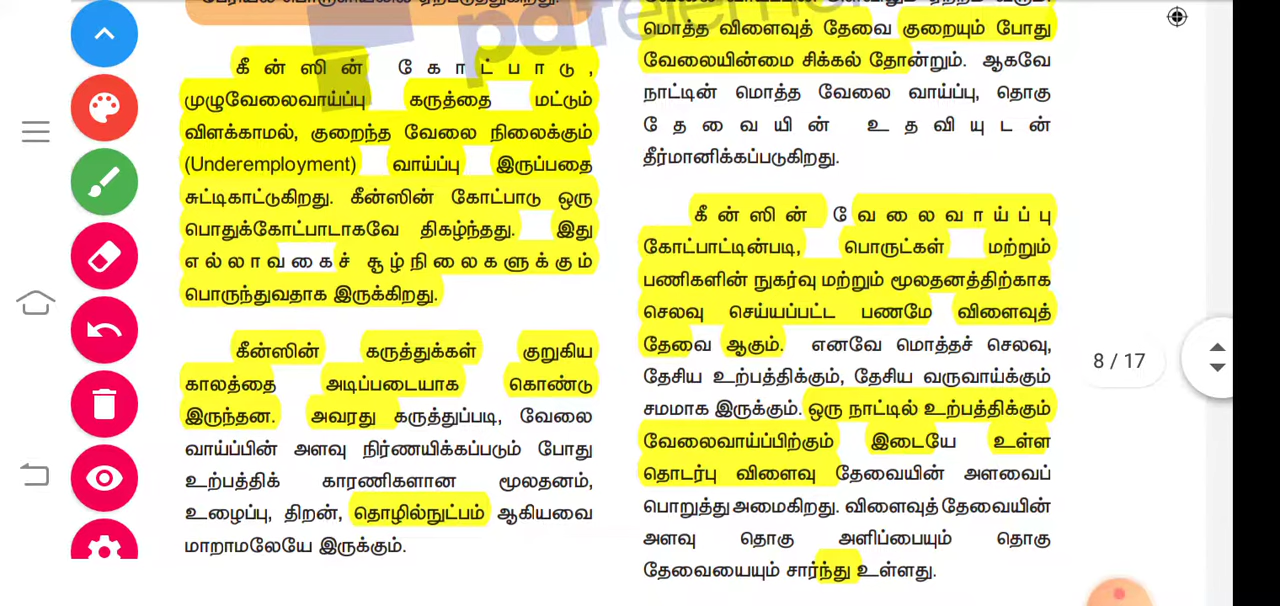 கீன்ஸின் கோட்பாடு,
முழுவேலைவாய்ப்பு கருத்தை மட்டும்
விளக்காமல், குறைந்த வேலை நிலைக்கும்
(Underemployment) வாய்ப்பு இருப்பதை
சுட்டிகாட்டுகிறது. கீன்ஸின் கோட்பாடு ஒரு
பொதுக்கோட்பாடாகவே திகழ்ந்தது. இது
எல்லாவகைச் சூழ்நிலைகளுக்கும்
பொருந்துவதாக இருக்கிறது.
கீன்ஸின் கருத்துக்கள் குறுகிய
காலத்தை அடிப்படையாக கொண்டு
இருந்தன. அவரது கருத்துப்படி, வேலை
வாய்ப்பின் அளவு நிர்ணயிக்கப்படும் போது
உற்பத்திக் காரணிகளான மூலதனம்,
உழைப்பு, திறன், தொழில்நுட்பம் ஆகியவை
மாறாமலேயே இருக்கும்.
மொத்த விளைவுத் தேவை குறையும் போது
வேலையின்மை சிக்கல் தோன்றும். ஆகவே
நாட்டின் மொத்த வேலை வாய்ப்பு, தொகு
தேவையின் உதவியுடன்
தீர்மானிக்கப்படுகிறது.
கீன்ஸின் வேலைவாய்ப்பு
கோட்பாட்டின்படி, பொருட்கள் மற்றும்
பணிகளின் நுகர்வு மற்றும் மூலதனத்திற்காக
செலவு செய்யப்பட்ட பணமே விளைவுத்
தேவை ஆகும். எனவே மொத்தச் செலவு,
தேசிய உற்பத்திக்கும், தேசிய வருவாய்க்கும்
சமமாக இருக்கும். ஒரு நாட்டில் உற்பத்திக்கும்
வேலைவாய்ப்பிற்கும் இடையே உள்ள
தொடர்பு விளைவு தேவையின் அளவைப்
பொறுத்து அமைகிறது. விளைவுத் தேவையின்
அளவு தொகு அளிப்பையும் தொகு
தேவையையும் சார்ந்து உள்ளது.
8 / 17